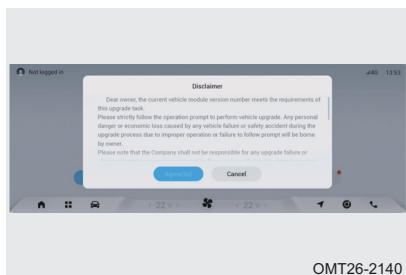 Not logged in
4G 13:53
Disclaimer
Dear owner, the current vehicle module version number meets the requirements of
this upgrade task.
Please strictly follow the operation prompt to perform vehicle upgrade. Any personal
danger or economic loss caused by any vehicle failure or safety accident during the
upgrade process due to improper operation or failure to follow prompt will be borne
by owner.
Please note that the Company shall not be responsible for any upgrade failure or
Cancel
22 22
OMT26-2140